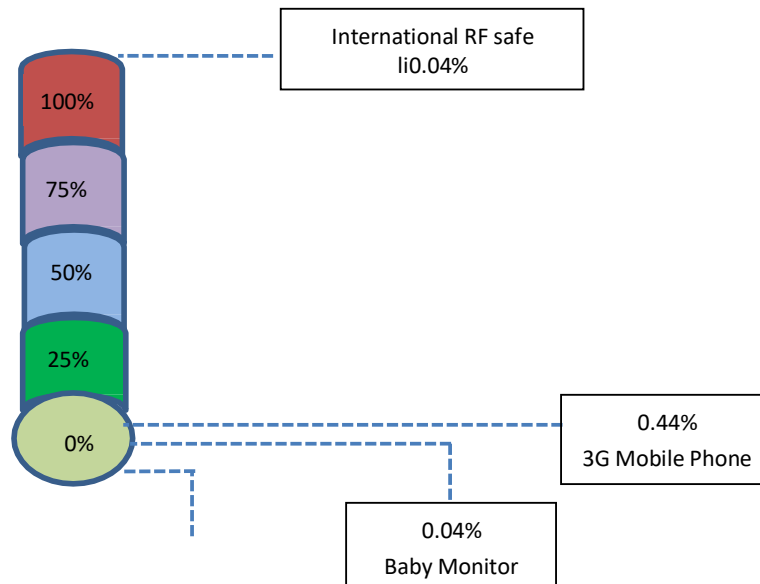 International RF safe
li0.04%
100%
75%
50%
25%
0%
0.44%
3G Mobile Phone
0.04%
Baby Monitor